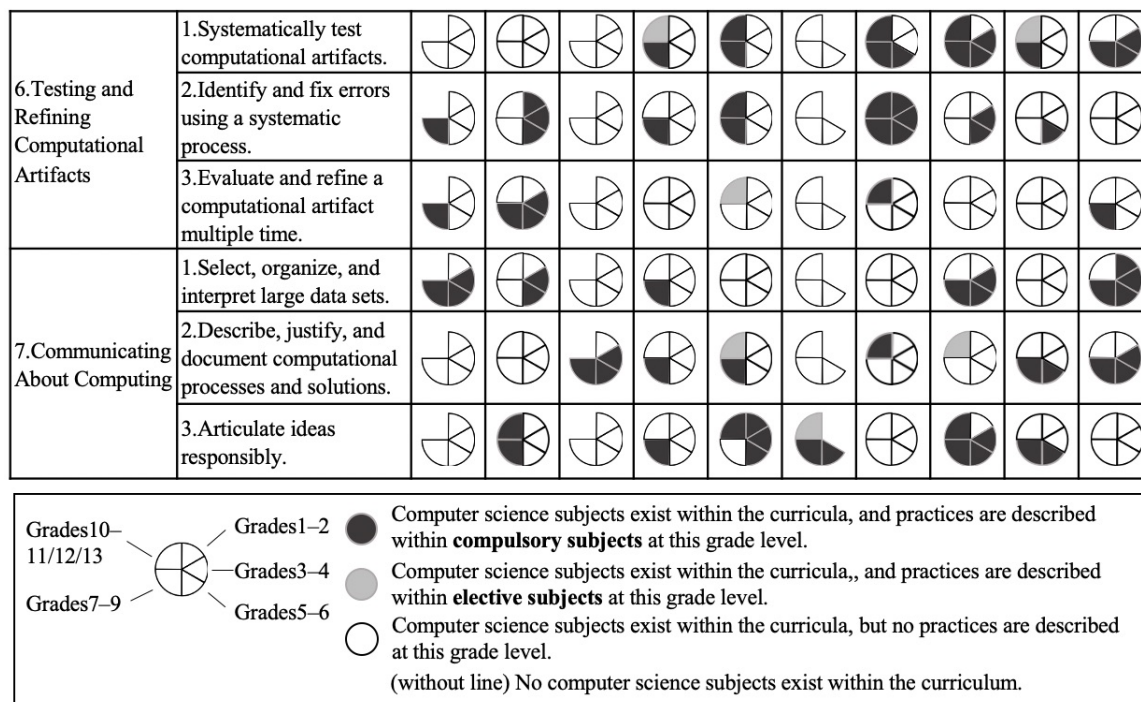 6.Testing and
Refining
Computational
Artifacts
1.Systematically test
computational artifacts.
2.Identify and fix errors
using a systematic
process.
3.Evaluate and refine a
computational artifact
multiple time.
7.Communicating
About Computing
1.Select, organize, and
interpret large data sets.
2.Describe, justify, and
document computational
processes and solutions.
3.Articulate ideas
responsibly.
Grades10–
11/12/13
Grades7–9
Grades1–2
Grades3–4
Grades5–6
Computer science subjects exist within the curricula, and practices are described
within compulsory subjects at this grade level.
Computer science subjects exist within the curricula,, and practices are described
within elective subjects at this grade level.
Computer science subjects exist within the curricula, but no practices are described
at this grade level.
(without line) No computer science subjects exist within the curriculum.